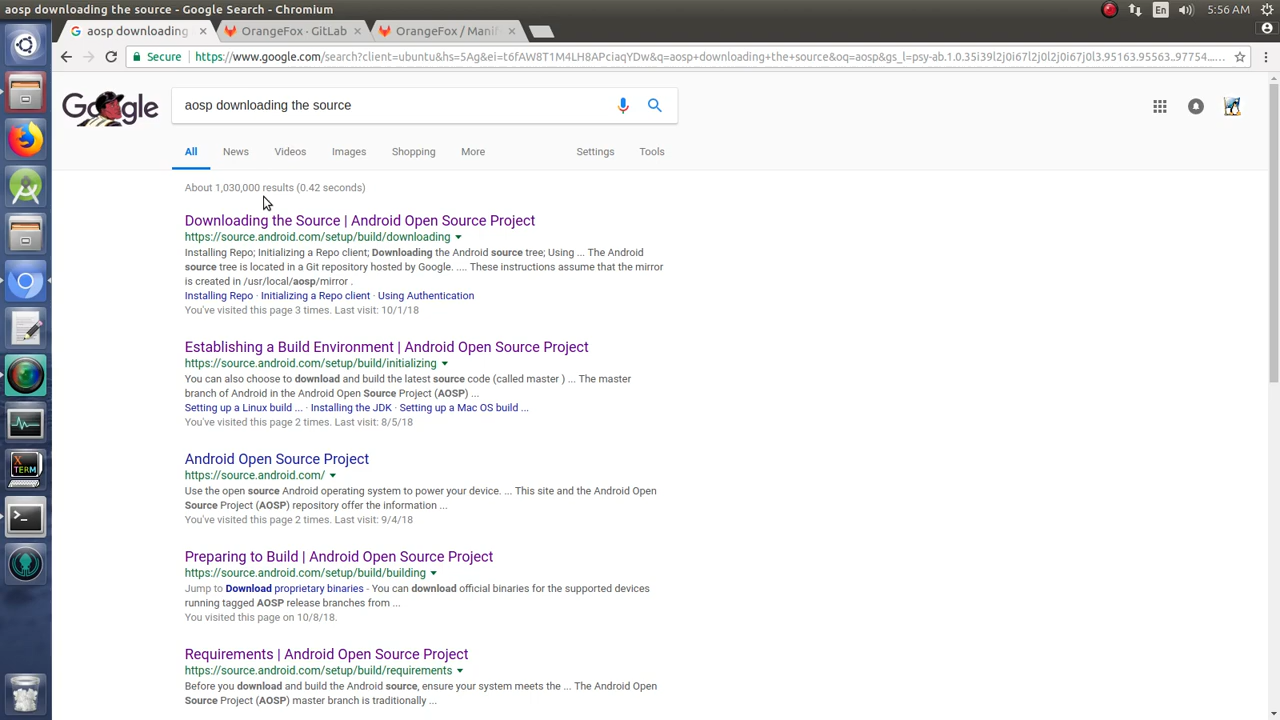 aosp downloading the source - Google Search - Chromium
En 5:56 AM
aosp downloading
OrangeFox · GitLab
OrangeFox / Manif
Secure https://www.google.com/search?client=ubuntu&hs=5Ag&ei=t6fAW8T1M4LH8APciaqYDw&q=aosp+downloading+the+source&oq=aosp&gs_l=psy-ab.1.0.35i39l2j0i67l2j0l2j0i67j0l3.95163.95563..97754....
Google
aosp downloading the source
All News Videos Images Shopping More Settings Tools
About 1,030,000 results (0.42 seconds)
Downloading the Source | Android Open Source Project
https://source.android.com/setup/build/downloading
Installing Repo; Initializing a Repo client; Downloading the Android source tree; Using ... The Android
source tree is located in a Git repository hosted by Google. .... These instructions assume that the mirror
is created in /usr/local/aosp/mirror .
Installing Repo · Initializing a Repo client · Using Authentication
You've visited this page 3 times. Last visit: 10/1/18
Establishing a Build Environment | Android Open Source Project
https://source.android.com/setup/build/initializing
You can also choose to download and build the latest source code (called master ) ... The master
branch of Android in the Android Open Source Project (AOSP) ...
Setting up a Linux build ... · Installing the JDK · Setting up a Mac OS build ...
You've visited this page 2 times. Last visit: 8/5/18
Android Open Source Project
https://source.android.com/
Use the open source Android operating system to power your device. ... This site and the Android Open
Source Project (AOSP) repository offer the information ...
You've visited this page 2 times. Last visit: 9/4/18
Preparing to Build | Android Open Source Project
https://source.android.com/setup/build/building
Jump to Download proprietary binaries - You can download official binaries for the supported devices
running tagged AOSP release branches from ...
You visited this page on 10/8/18.
Requirements | Android Open Source Project
https://source.android.com/setup/build/requirements
Before you download and build the Android source, ensure your system meets the ... The Android Open
Source Project (AOSP) master branch is traditionally ...
X
TERM